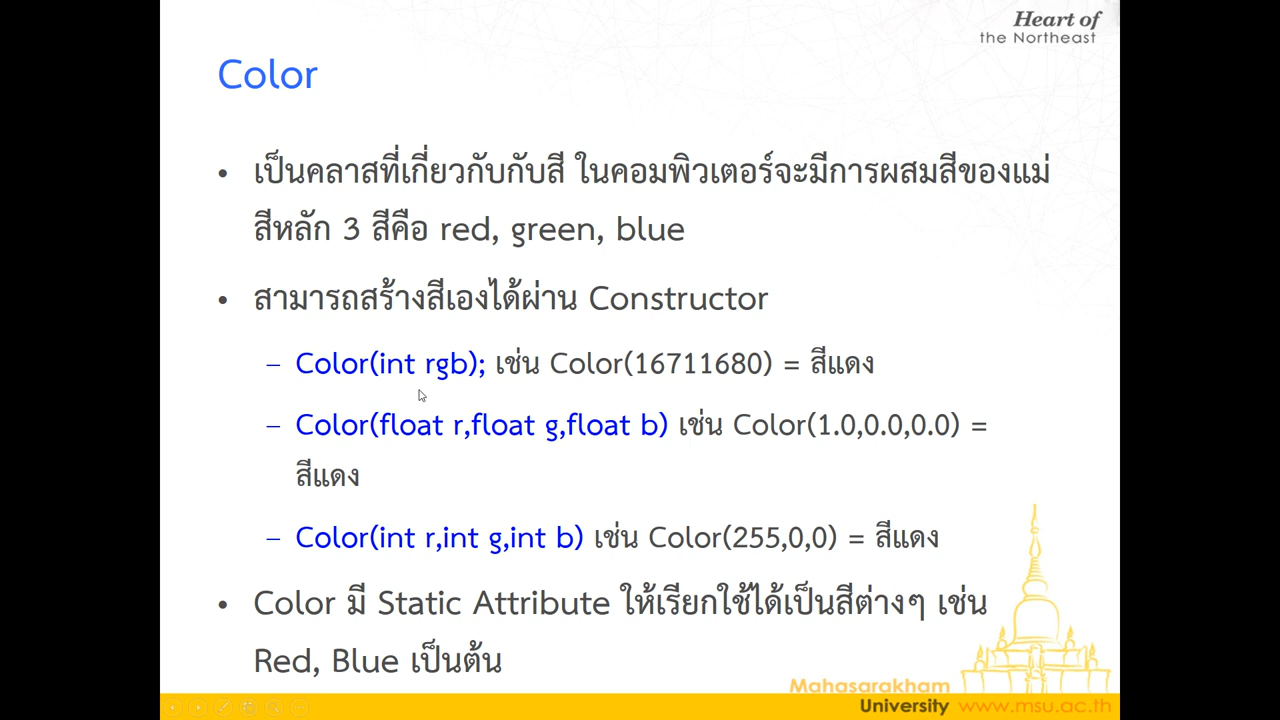 Heart of
the Northeast
Color
• เป็นคลาสที่เกี่ยวกับกับสี ในคอมพิวเตอร์จะมีการผสมสีของแม่
สีหลัก 3 สีคือ red, green, blue
• สามารถสร้างสีเองได้ผ่าน Constructor
– Color(int rgb); เช่น Color(16711680) = สีแดง
– Color(float r,float g,float b) เช่น Color(1.0,0.0,0.0) =
สีแดง
– Color(int r,int g,int b) เช่น Color(255,0,0) = สีแดง
• Color มี Static Attribute ให้เรียกใช้ได้เป็นสีต่างๆ เช่น
Red, Blue เป็นต้น
Mahasarakham
University www.msu.ac.th